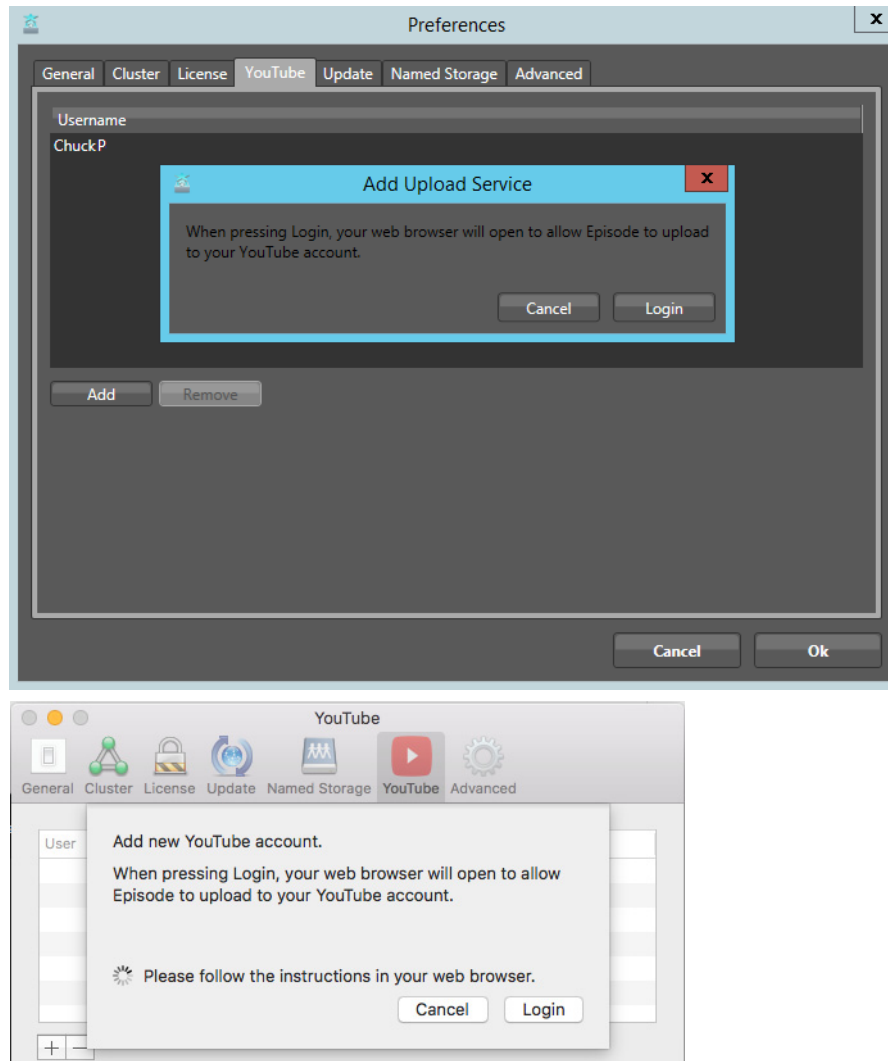 Preferences
x
General Cluster License YouTube Update Named Storage Advanced
Username
ChuckP
Add Upload Service
x
When pressing Login, your web browser will open to allow Episode to upload
to your YouTube account.
Cancel Login
Add Remove
Cancel Ok
YouTube
General Cluster License Update Named Storage YouTube Advanced
User
Add new YouTube account.
When pressing Login, your web browser will open to allow
Episode to upload to your YouTube account.
Please follow the instructions in your web browser.
Cancel Login
+ −